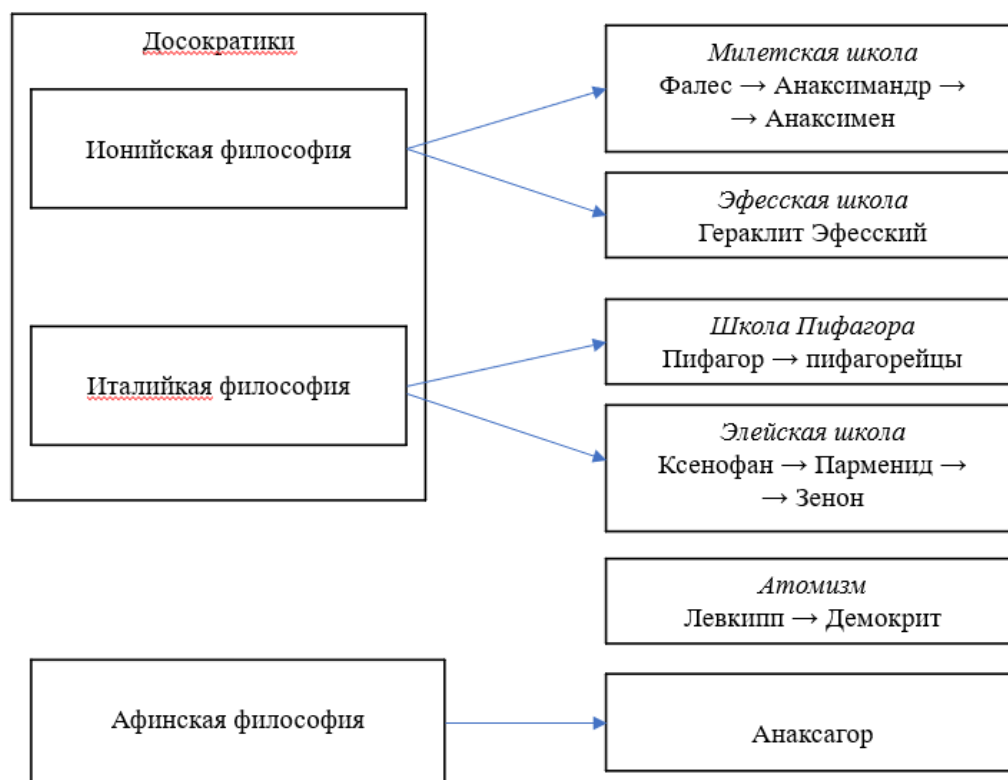 Досократики
Ионийская философия
Италийкая философия
Афинская философия
Милетская школа
Фалес → Анаксимандр →
→ Анаксимен
Эфесская школа
Гераклит Эфесский
Школа Пифагора
Пифагор → пифагорейцы
Элейская школа
Ксенофан → Парменид →
→ Зенон
Атомизм
Левкипп → Демокрит
Анаксагор